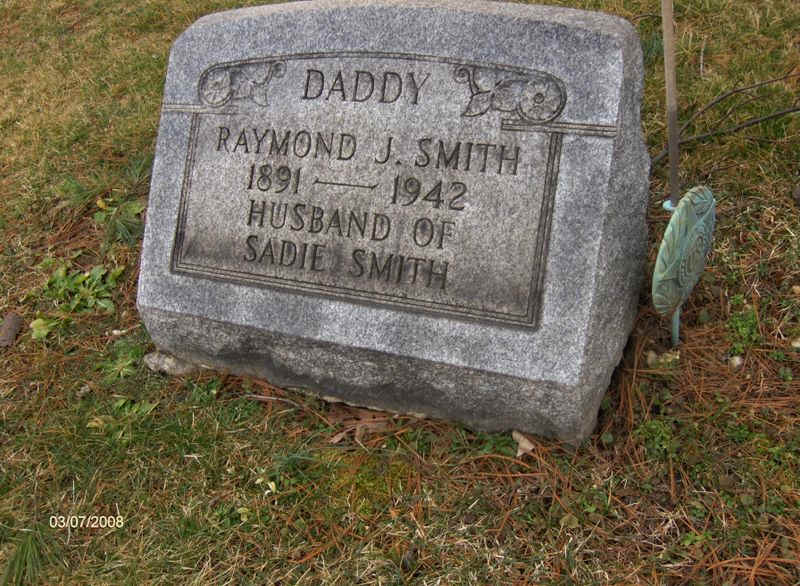 DADDY
RAYMOND J. SMITH
1891 — 1942
HUSBAND OF
SADIE SMITH
03/07/2008